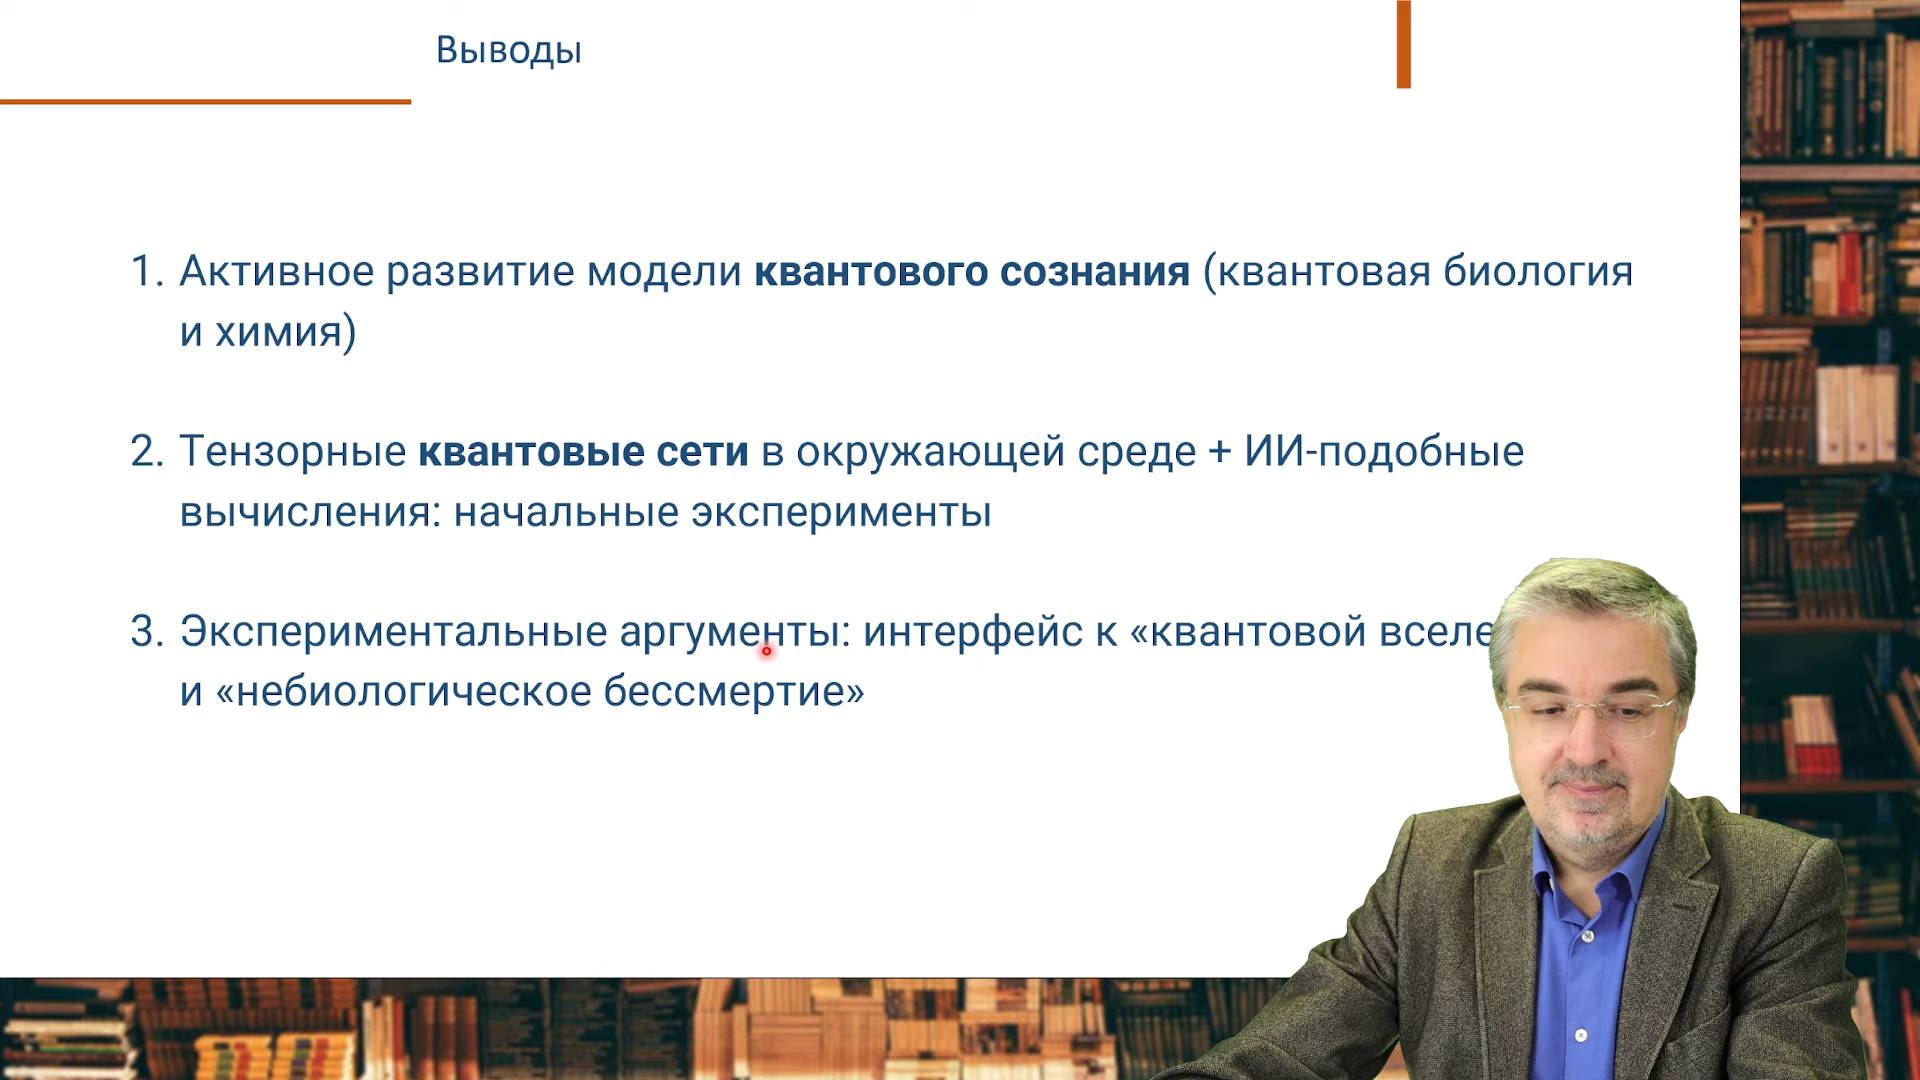 Выводы
1. Активное развитие модели квантового сознания (квантовая биология
и химия)
2. Тензорные квантовые сети в окружающей среде + ИИ-подобные
вычисления: начальные эксперименты
3. Экспериментальные аргументы: интерфейс к «квантовой
и «небиологическое бессмертие»